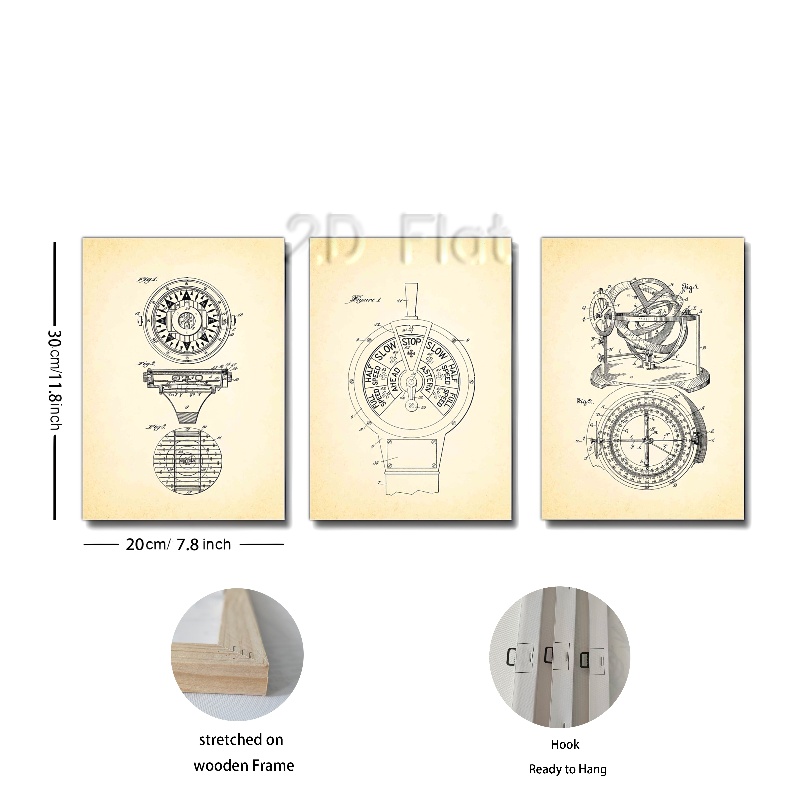 2D Flat
Fig.1.
Fig.2.
Figure 1
STOP
SLOW SLOW
HALF SPEED HALF SPEED
FULL SPEED FULL SPEED
AHEAD ASTERN
Fig.1.
Fig.2.
30cm/11.8inch
20cm/ 7.8 inch
stretched on
wooden Frame
Hook
Ready to Hang